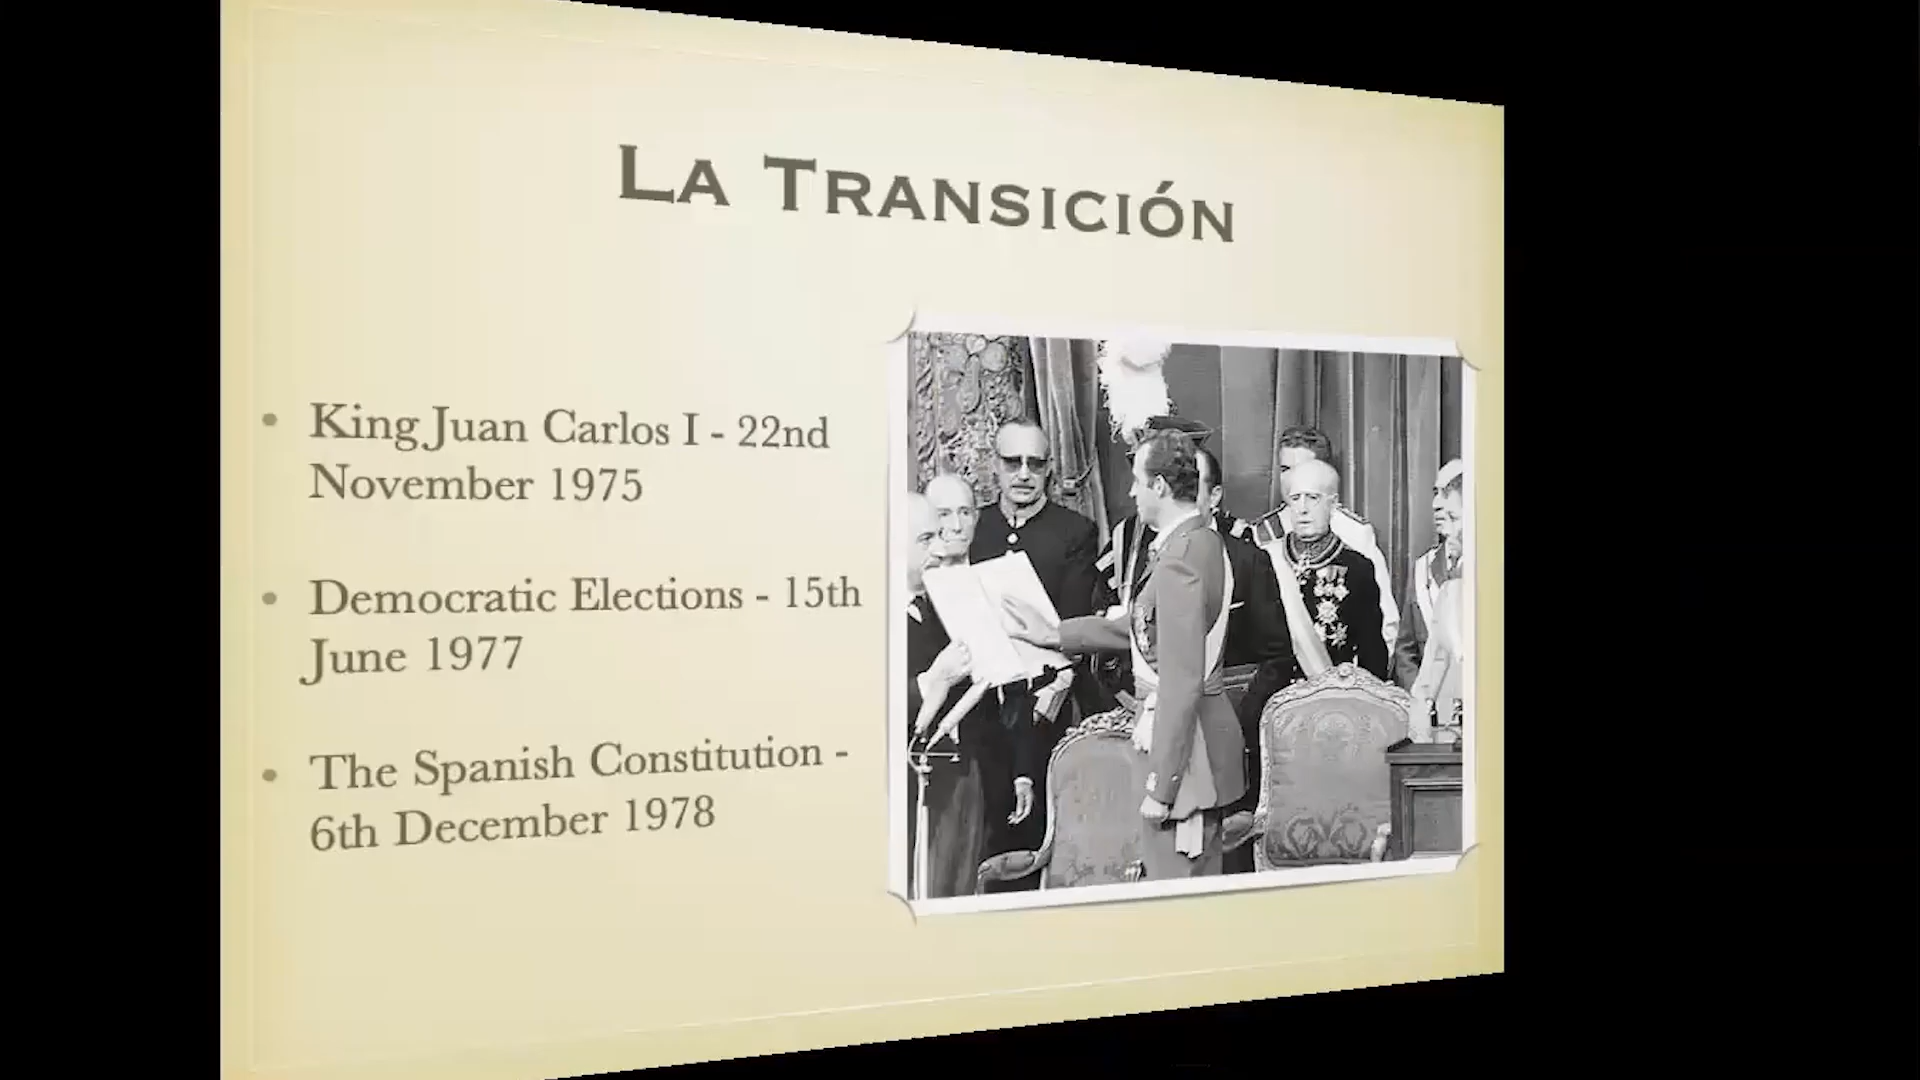 LA TRANSICIÓN
• King Juan Carlos I - 22nd
November 1975
• Democratic Elections - 15th
June 1977
• The Spanish Constitution -
6th December 1978